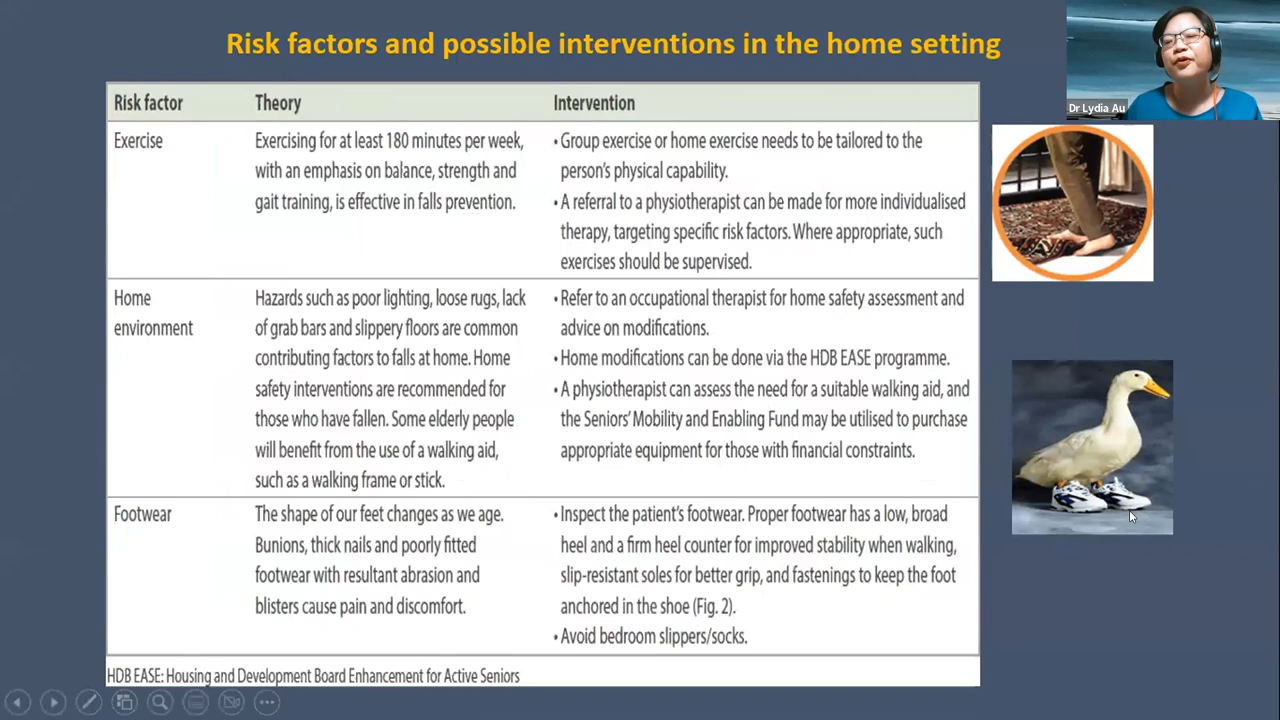 Risk factors and possible interventions in the home setting
Dr Lydia Au
Risk factor
Theory
Intervention
Exercise
Exercising for at least 180 minutes per week,
with an emphasis on balance, strength and
gait training, is effective in falls prevention.
• Group exercise or home exercise needs to be tailored to the
person's physical capability.
• A referral to a physiotherapist can be made for more individualised
therapy, targeting specific risk factors. Where appropriate, such
exercises should be supervised.
Home
environment
Hazards such as poor lighting, loose rugs, lack
of grab bars and slippery floors are common
contributing factors to falls at home. Home
safety interventions are recommended for
those who have fallen. Some elderly people
will benefit from the use of a walking aid,
such as a walking frame or stick.
• Refer to an occupational therapist for home safety assessment and
advice on modifications.
• Home modifications can be done via the HDB EASE programme.
• A physiotherapist can assess the need for a suitable walking aid, and
the Seniors' Mobility and Enabling Fund may be utilised to purchase
appropriate equipment for those with financial constraints.
Footwear
The shape of our feet changes as we age.
Bunions, thick nails and poorly fitted
footwear with resultant abrasion and
blisters cause pain and discomfort.
• Inspect the patient's footwear. Proper footwear has a low, broad
heel and a firm heel counter for improved stability when walking,
slip-resistant soles for better grip, and fastenings to keep the foot
anchored in the shoe (Fig. 2).
• Avoid bedroom slippers/socks.
HDB EASE: Housing and Development Board Enhancement for Active Seniors